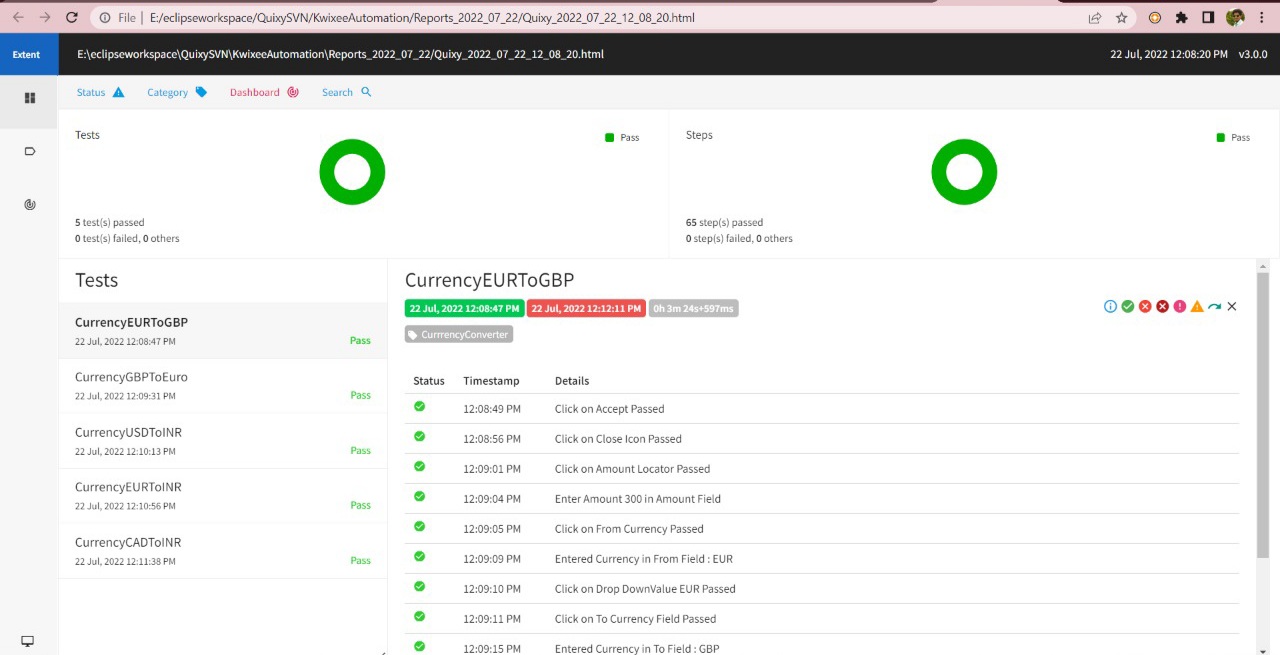 File | E:/eclipseworkspace/QuixySVN/KwixeeAutomation/Reports_2022_07_22/Quixy_2022_07_22_12_08_20.html
Extent E:\eclipseworkspace\QuixySVN\KwixeeAutomation\Reports_2022_07_22/Quixy_2022_07_22_12_08_20.html 22 Jul, 2022 12:08:20 PM v3.0.0
Status Category Dashboard Search
Tests Pass
5 test(s) passed
0 test(s) failed, 0 others
Steps Pass
65 step(s) passed
0 step(s) failed, 0 others
Tests
CurrencyEURToGBP
22 Jul, 2022 12:08:47 PM Pass
CurrencyGBPToEuro
22 Jul, 2022 12:09:31 PM Pass
CurrencyUSDToINR
22 Jul, 2022 12:10:13 PM Pass
CurrencyEURToINR
22 Jul, 2022 12:10:56 PM Pass
CurrencyCADToINR
22 Jul, 2022 12:11:38 PM Pass
CurrencyEURToGBP
22 Jul, 2022 12:08:47 PM 22 Jul, 2022 12:12:11 PM 0h 3m 24s+597ms
CurrrencyConverter
Status Timestamp Details
12:08:49 PM Click on Accept Passed
12:08:56 PM Click on Close Icon Passed
12:09:01 PM Click on Amount Locator Passed
12:09:04 PM Enter Amount 300 in Amount Field
12:09:05 PM Click on From Currency Passed
12:09:09 PM Entered Currency in From Field : EUR
12:09:10 PM Click on Drop DownValue EUR Passed
12:09:11 PM Click on To Currency Field Passed
12:09:15 PM Entered Currency in To Field : GBP